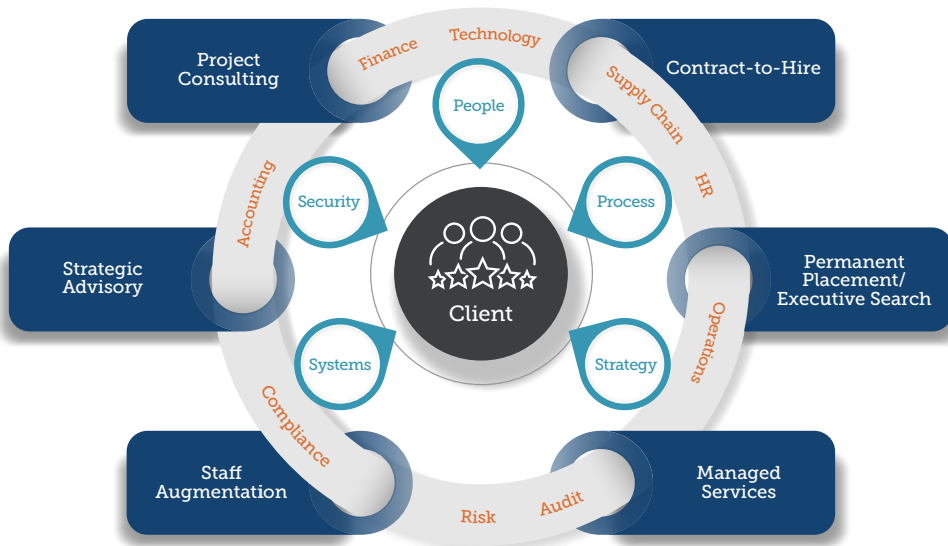 Project
Consulting
Finance
Technology
Supply Chain
Contract-to-Hire
People
HR
Accounting
Security
Process
Strategic
Advisory
Client
Permanent
Placement/
Executive Search
Operations
Systems
Strategy
Compliance
Staff
Augmentation
Risk
Audit
Managed
Services